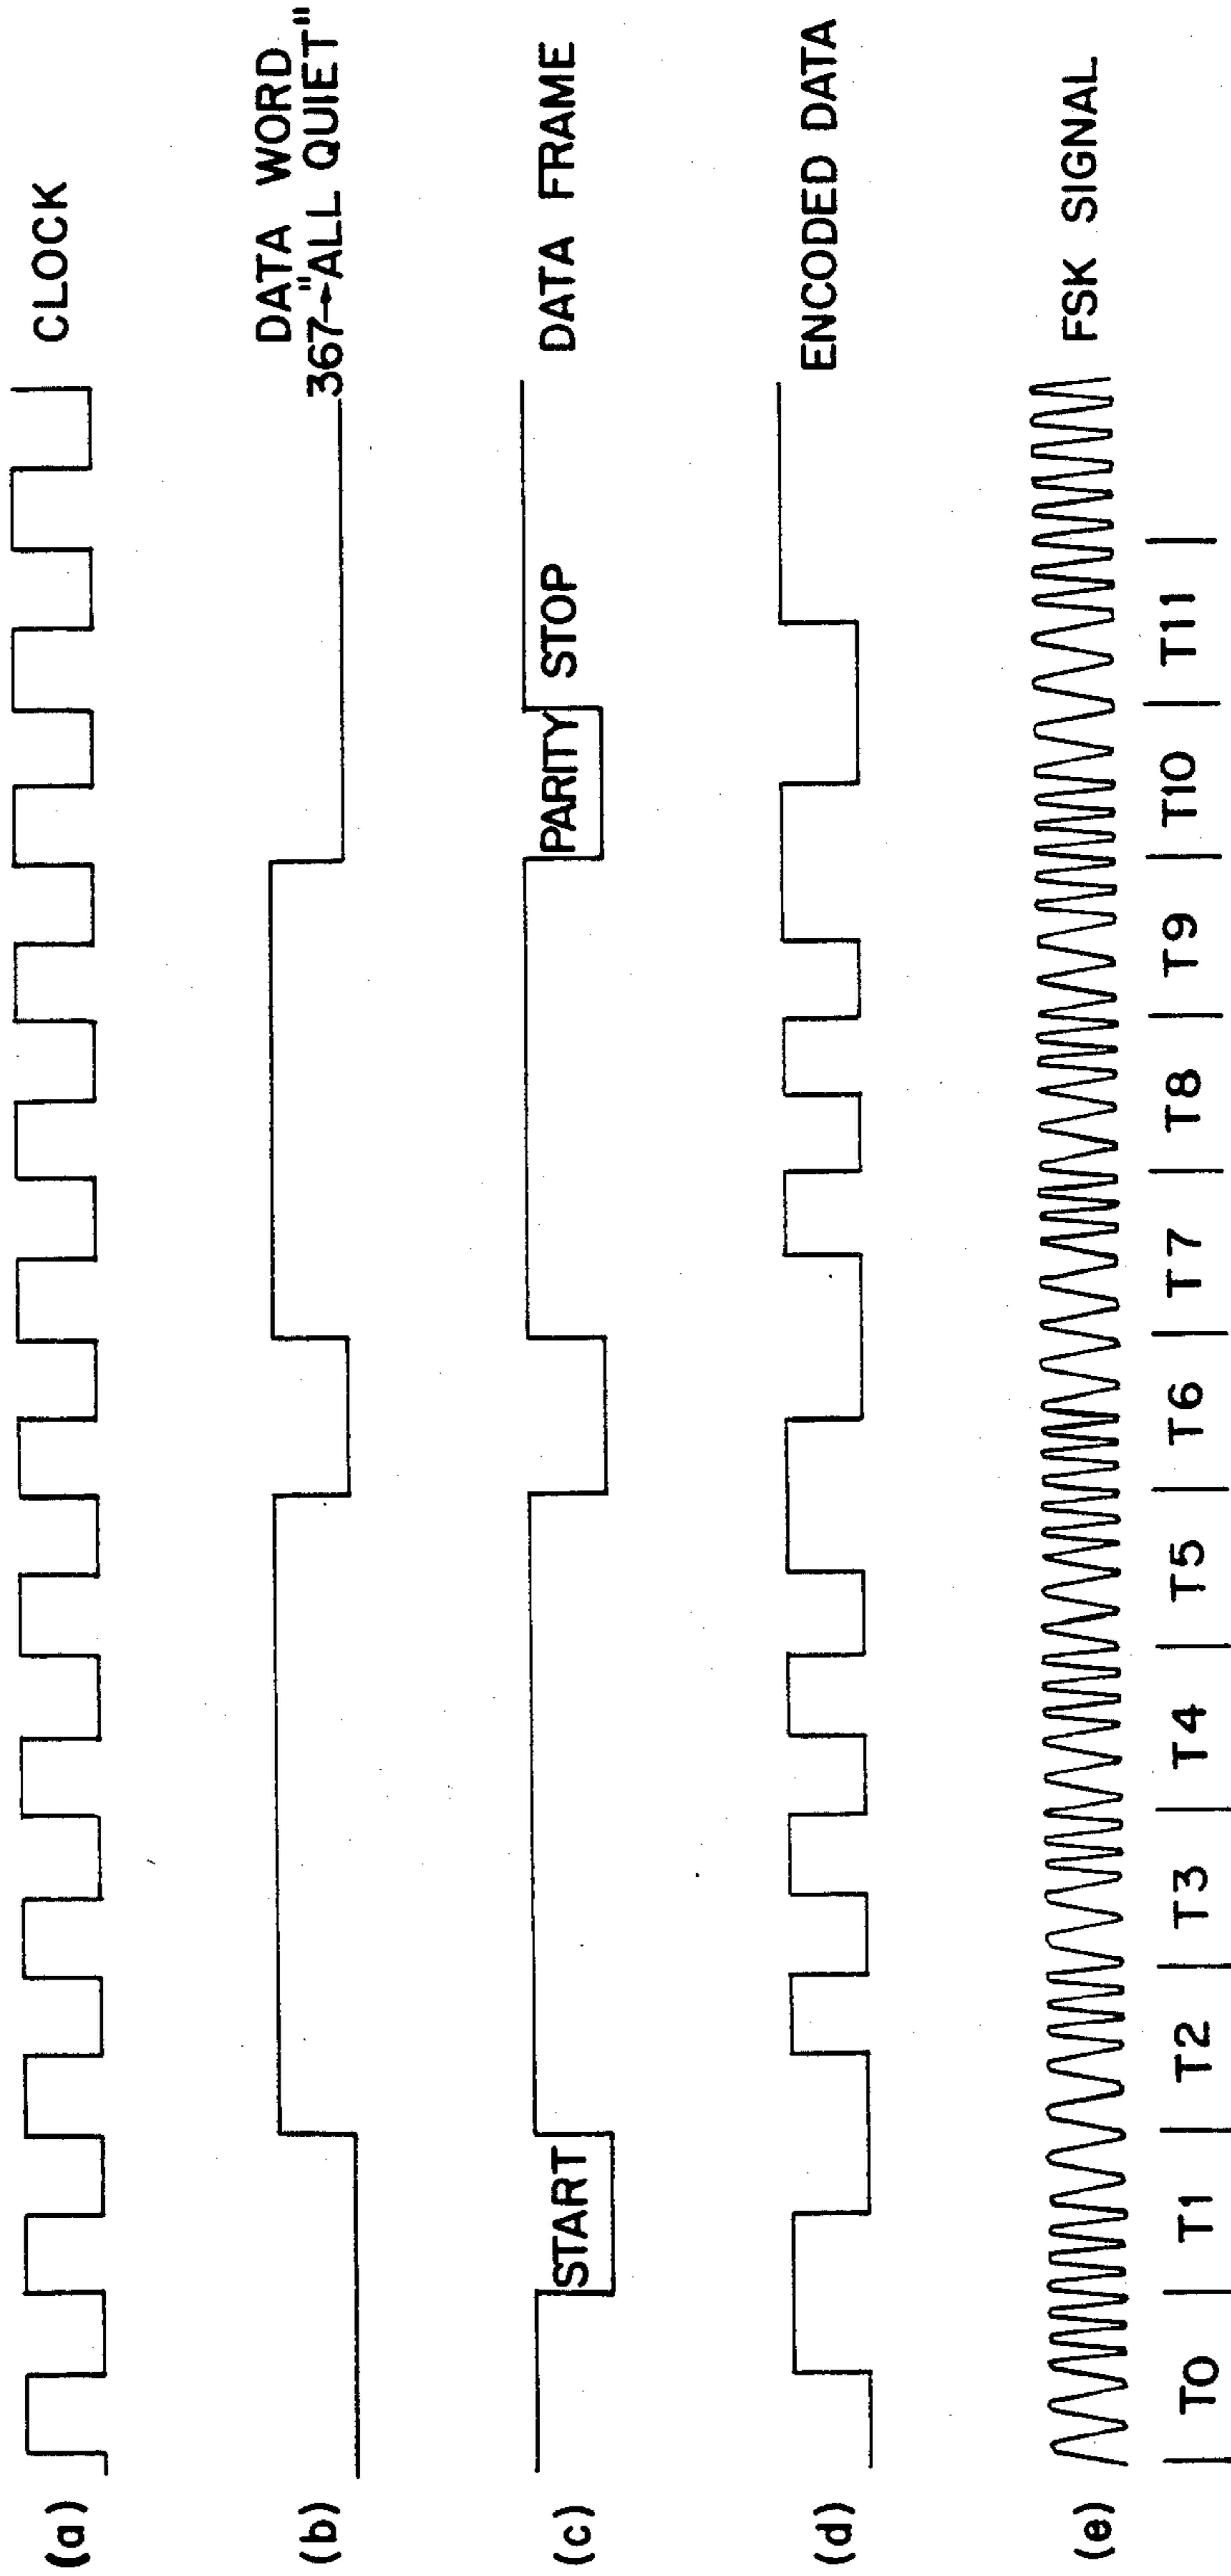 (a) CLOCK
(b) DATA WORD
367→"ALL QUIET"
(c) START PARITY STOP DATA FRAME
(d) ENCODED DATA
(e) FSK SIGNAL
T0 T1 T2 T3 T4 T5 T6 T7 T8 T9 T10 T11